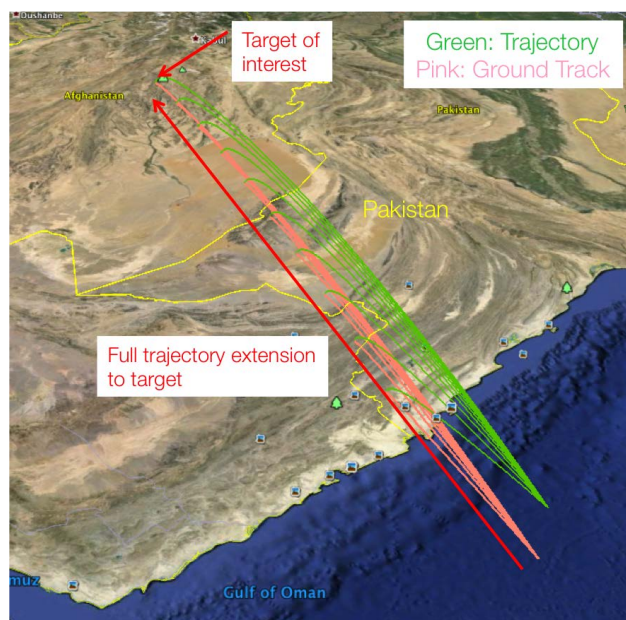 Dushanbe
Target of
interest
Green: Trajectory
Pink: Ground Track
Afghanistan
Pakistan
Pakistan
Full trajectory extension
to target
muz
Gulf of Oman